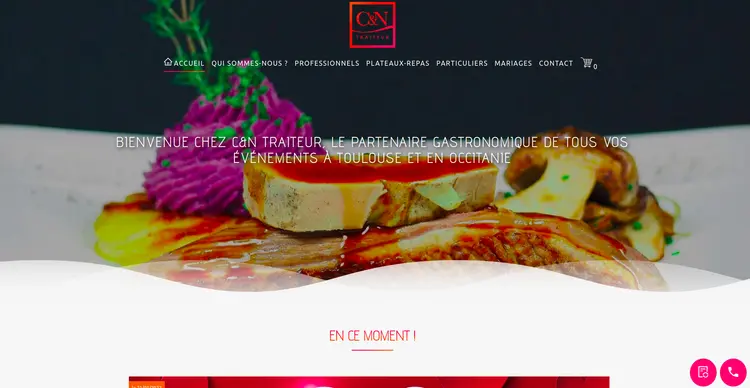 C&N
TRAITEUR
ACCUEIL QUI SOMMES-NOUS ? PROFESSIONNELS PLATEAUX-REPAS PARTICULIERS MARIAGES CONTACT 0
BIENVENUE CHEZ C&N TRAITEUR, LE PARTENAIRE GASTRONOMIQUE DE TOUS VOS
ÉVÉNEMENTS À TOULOUSE ET EN OCCITANIE
EN CE MOMENT !